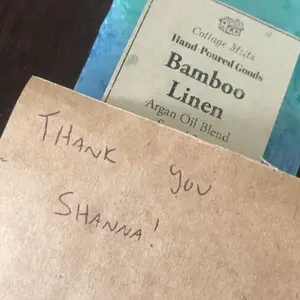 Cottage Melts
Hand-Poured Goods
Bamboo
Linen
Argan Oil Blend
THANK YOU
SHANNA!